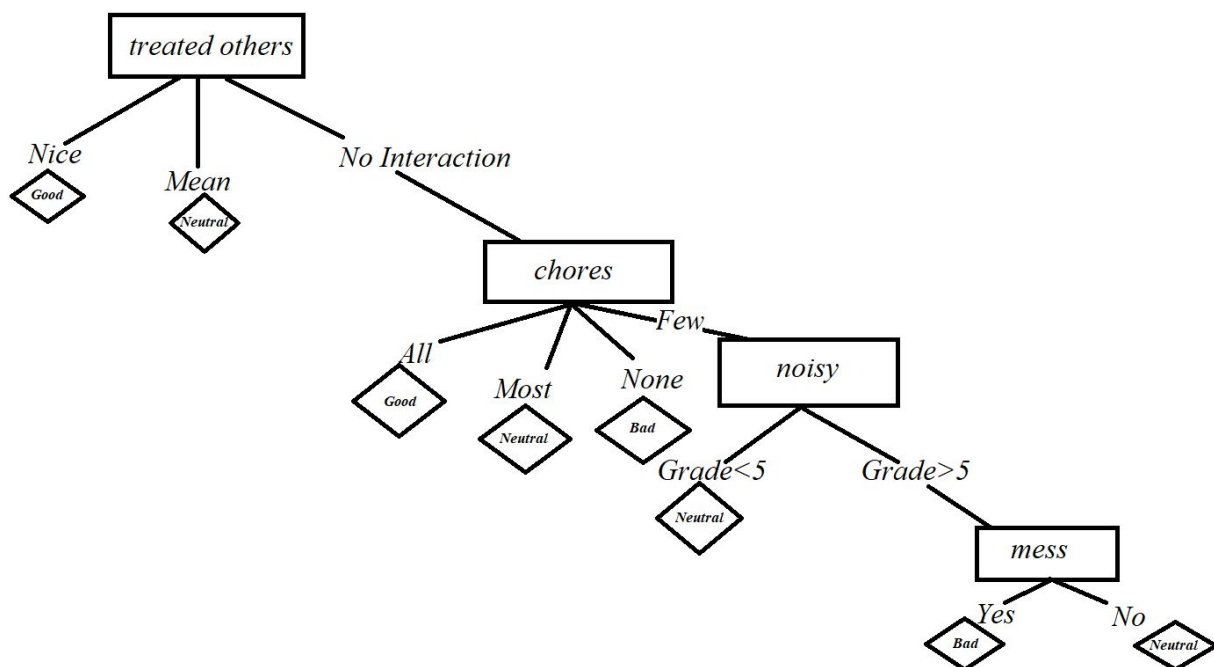 treated others
Nice
No Interaction
Mean
Good
Neutral
chores
Few
All
None
noisy
Most
Good
Bad
Neutral
Grade<5
Grade>5
Neutral
mess
Yes
No
Bad
Neutral